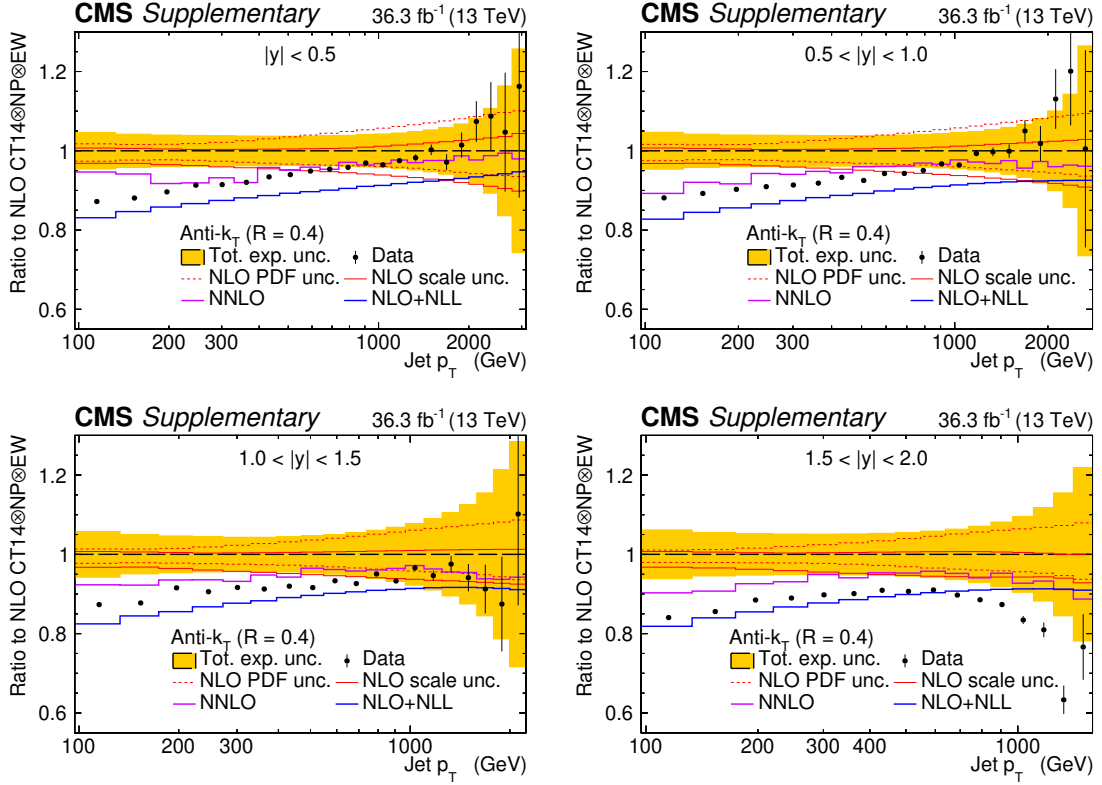 CMS Supplementary 36.3 fb⁻¹ (13 TeV)
|y| < 0.5
Ratio to NLO CT14⊗NP⊗EW
1.2
1
0.8
0.6
Anti-k_T (R = 0.4)
Tot. exp. unc. Data
NLO PDF unc. NLO scale unc.
NNLO NLO+NLL
100 200 300 1000 2000
Jet p_T (GeV)
CMS Supplementary 36.3 fb⁻¹ (13 TeV)
0.5 < |y| < 1.0
Ratio to NLO CT14⊗NP⊗EW
1.2
1
0.8
0.6
Anti-k_T (R = 0.4)
Tot. exp. unc. Data
NLO PDF unc. NLO scale unc.
NNLO NLO+NLL
100 200 300 1000 2000
Jet p_T (GeV)
CMS Supplementary 36.3 fb⁻¹ (13 TeV)
1.0 < |y| < 1.5
Ratio to NLO CT14⊗NP⊗EW
1.2
1
0.8
0.6
Anti-k_T (R = 0.4)
Tot. exp. unc. Data
NLO PDF unc. NLO scale unc.
NNLO NLO+NLL
100 200 300 1000
Jet p_T (GeV)
CMS Supplementary 36.3 fb⁻¹ (13 TeV)
1.5 < |y| < 2.0
Ratio to NLO CT14⊗NP⊗EW
1.2
1
0.8
0.6
Anti-k_T (R = 0.4)
Tot. exp. unc. Data
NLO PDF unc. NLO scale unc.
NNLO NLO+NLL
100 200 300 400 1000
Jet p_T (GeV)